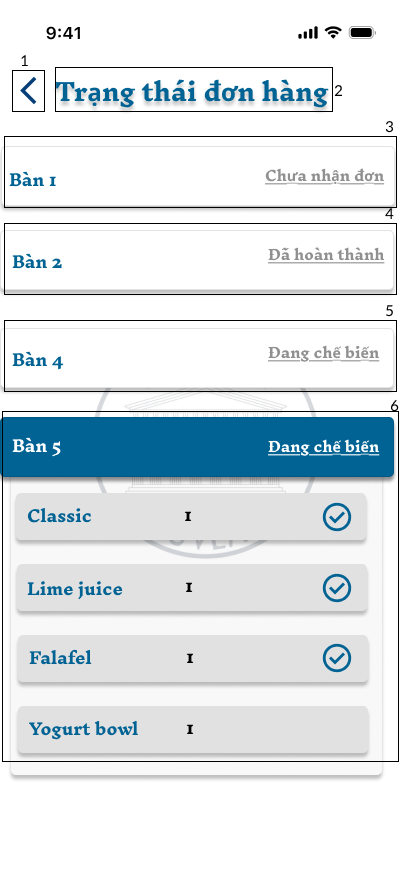 9:41
1
Trạng thái đơn hàng 2
3
Bàn 1 Chưa nhận đơn
4
Bàn 2 Đã hoàn thành
5
Bàn 4 Đang chế biến
6
Bàn 5 Đang chế biến
Classic 1
Lime juice 1
Falafel 1
Yogurt bowl 1